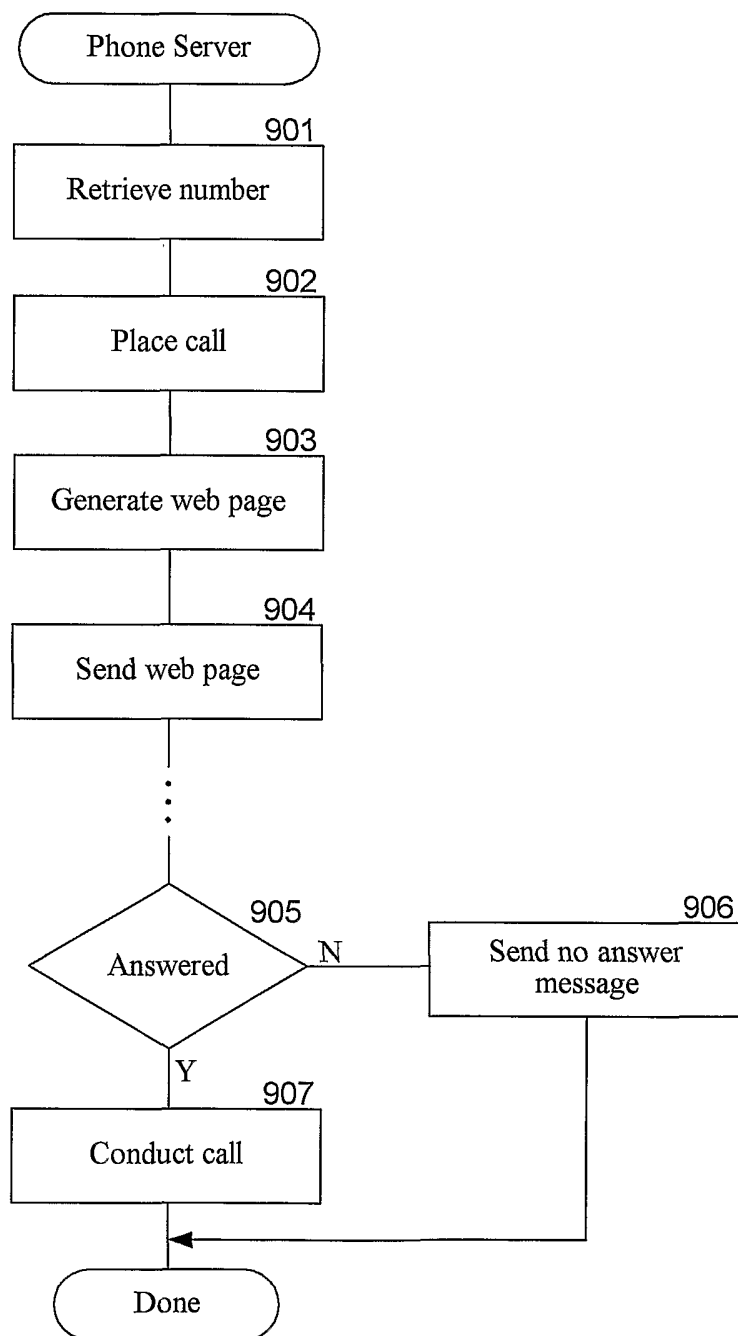 Phone Server
901
Retrieve number
902
Place call
903
Generate web page
904
Send web page
905
Answered
N
906
Send no answer
message
Y
907
Conduct call
Done